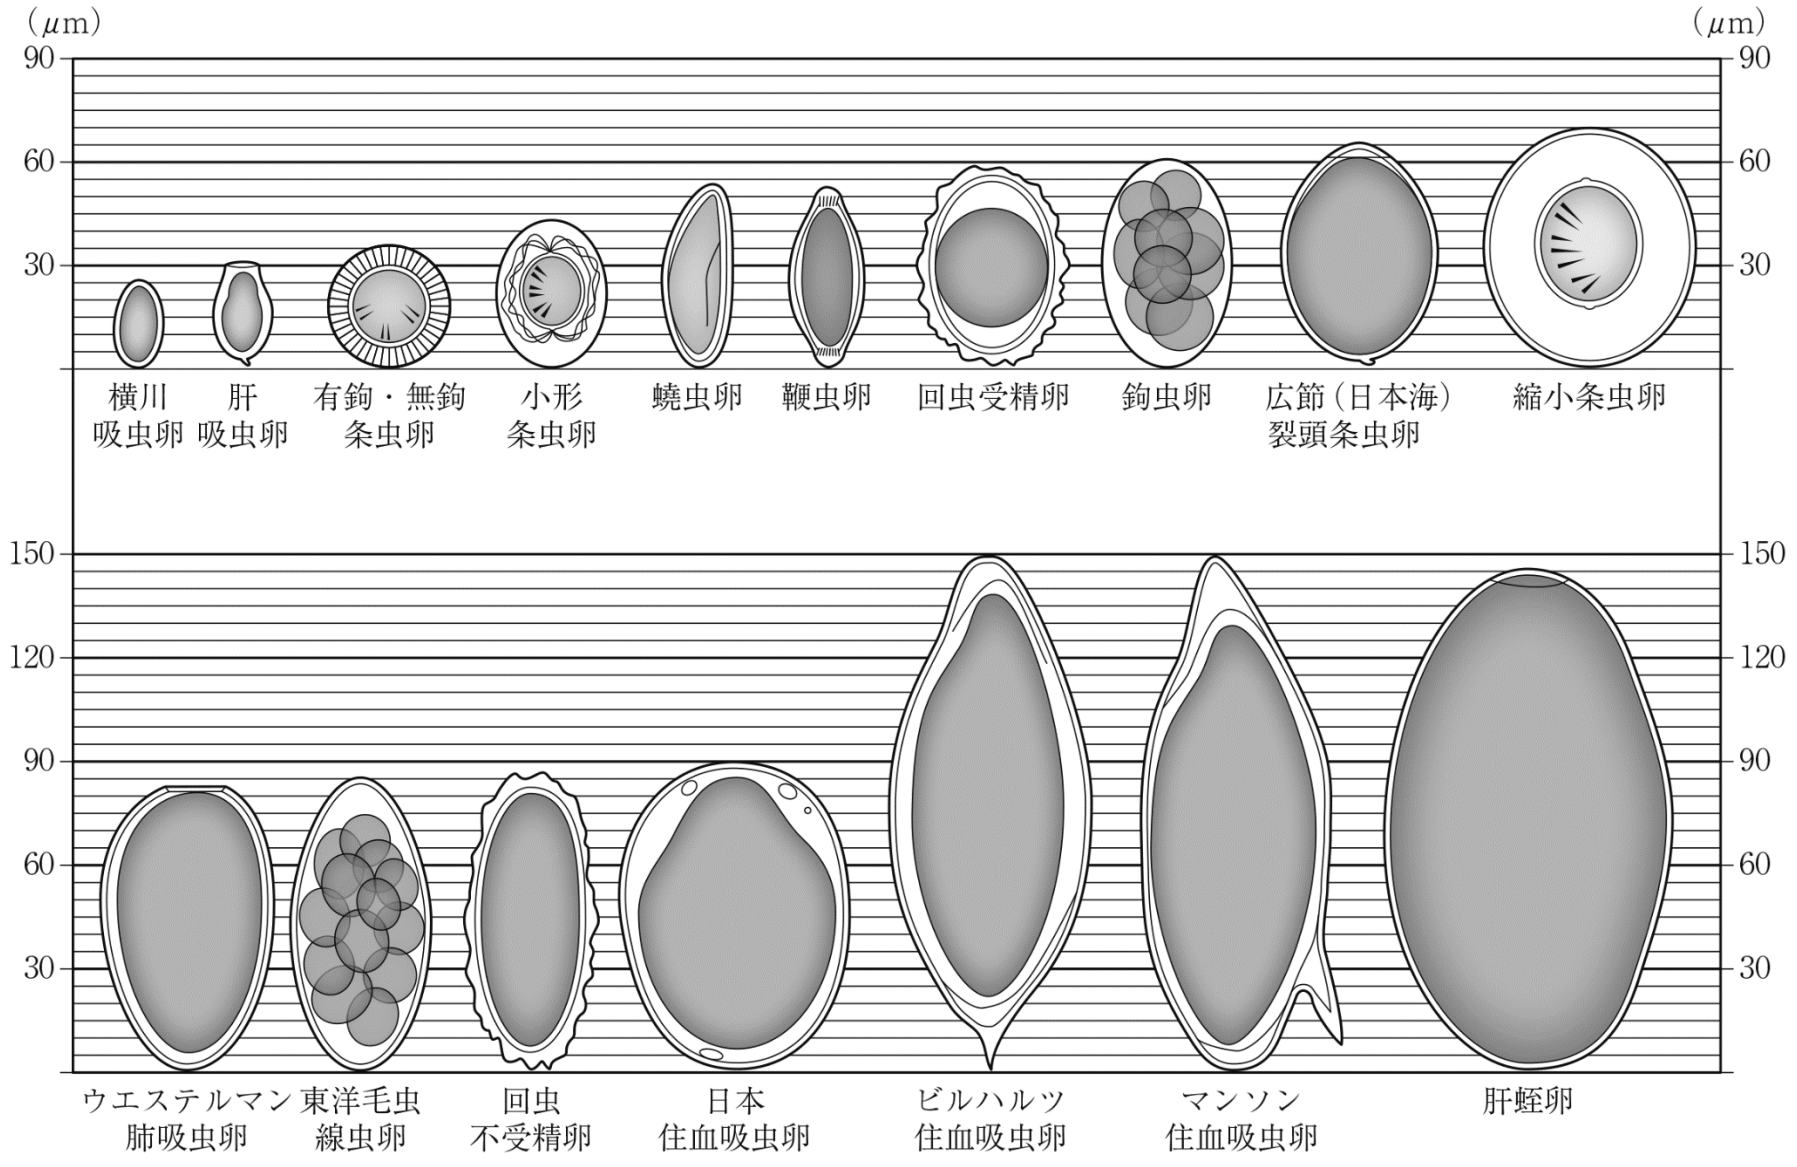 (μm)
(μm)
90
90
60
60
30
30
横川
吸虫卵
肝
吸虫卵
有鉤・無鉤
条虫卵
小形
条虫卵
蟯虫卵
鞭虫卵
回虫受精卵
鉤虫卵
広節(日本海)
裂頭条虫卵
縮小条虫卵
150
150
120
120
90
90
60
60
30
30
ウエステルマン
肺吸虫卵
東洋毛虫
線虫卵
回虫
不受精卵
日本
住血吸虫卵
ビルハルツ
住血吸虫卵
マンソン
住血吸虫卵
肝蛭卵